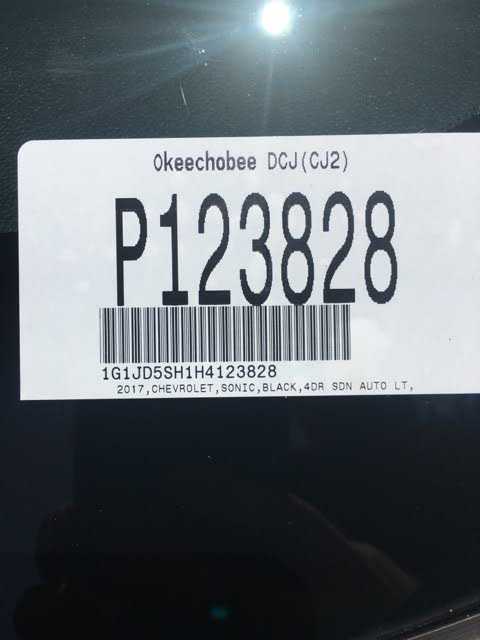 Okeechobee DCJ(CJ2)
P123828
1G1JD5SH1H4123828
2017,CHEVROLET,SONIC,BLACK,4DR SDN AUTO LT,